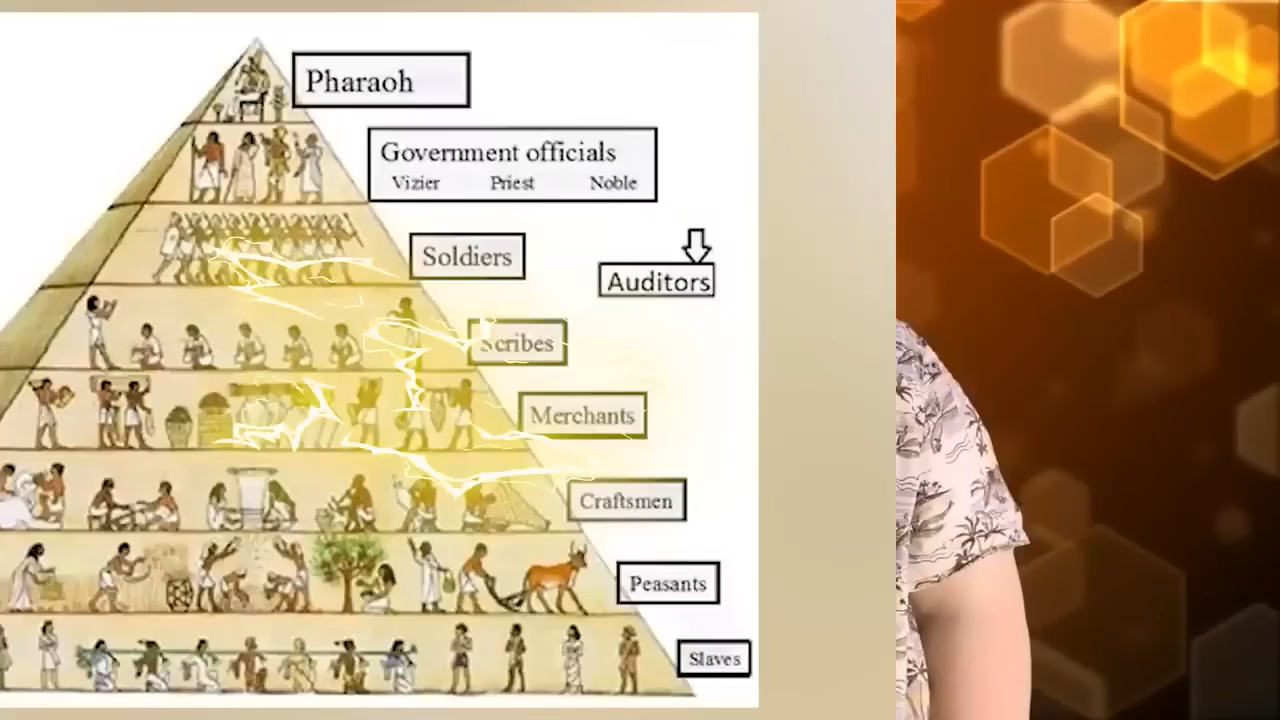 Pharaoh
Government officials
Vizier Priest Noble
Soldiers
Auditors
Scribes
Merchants
Craftsmen
Peasants
Slaves